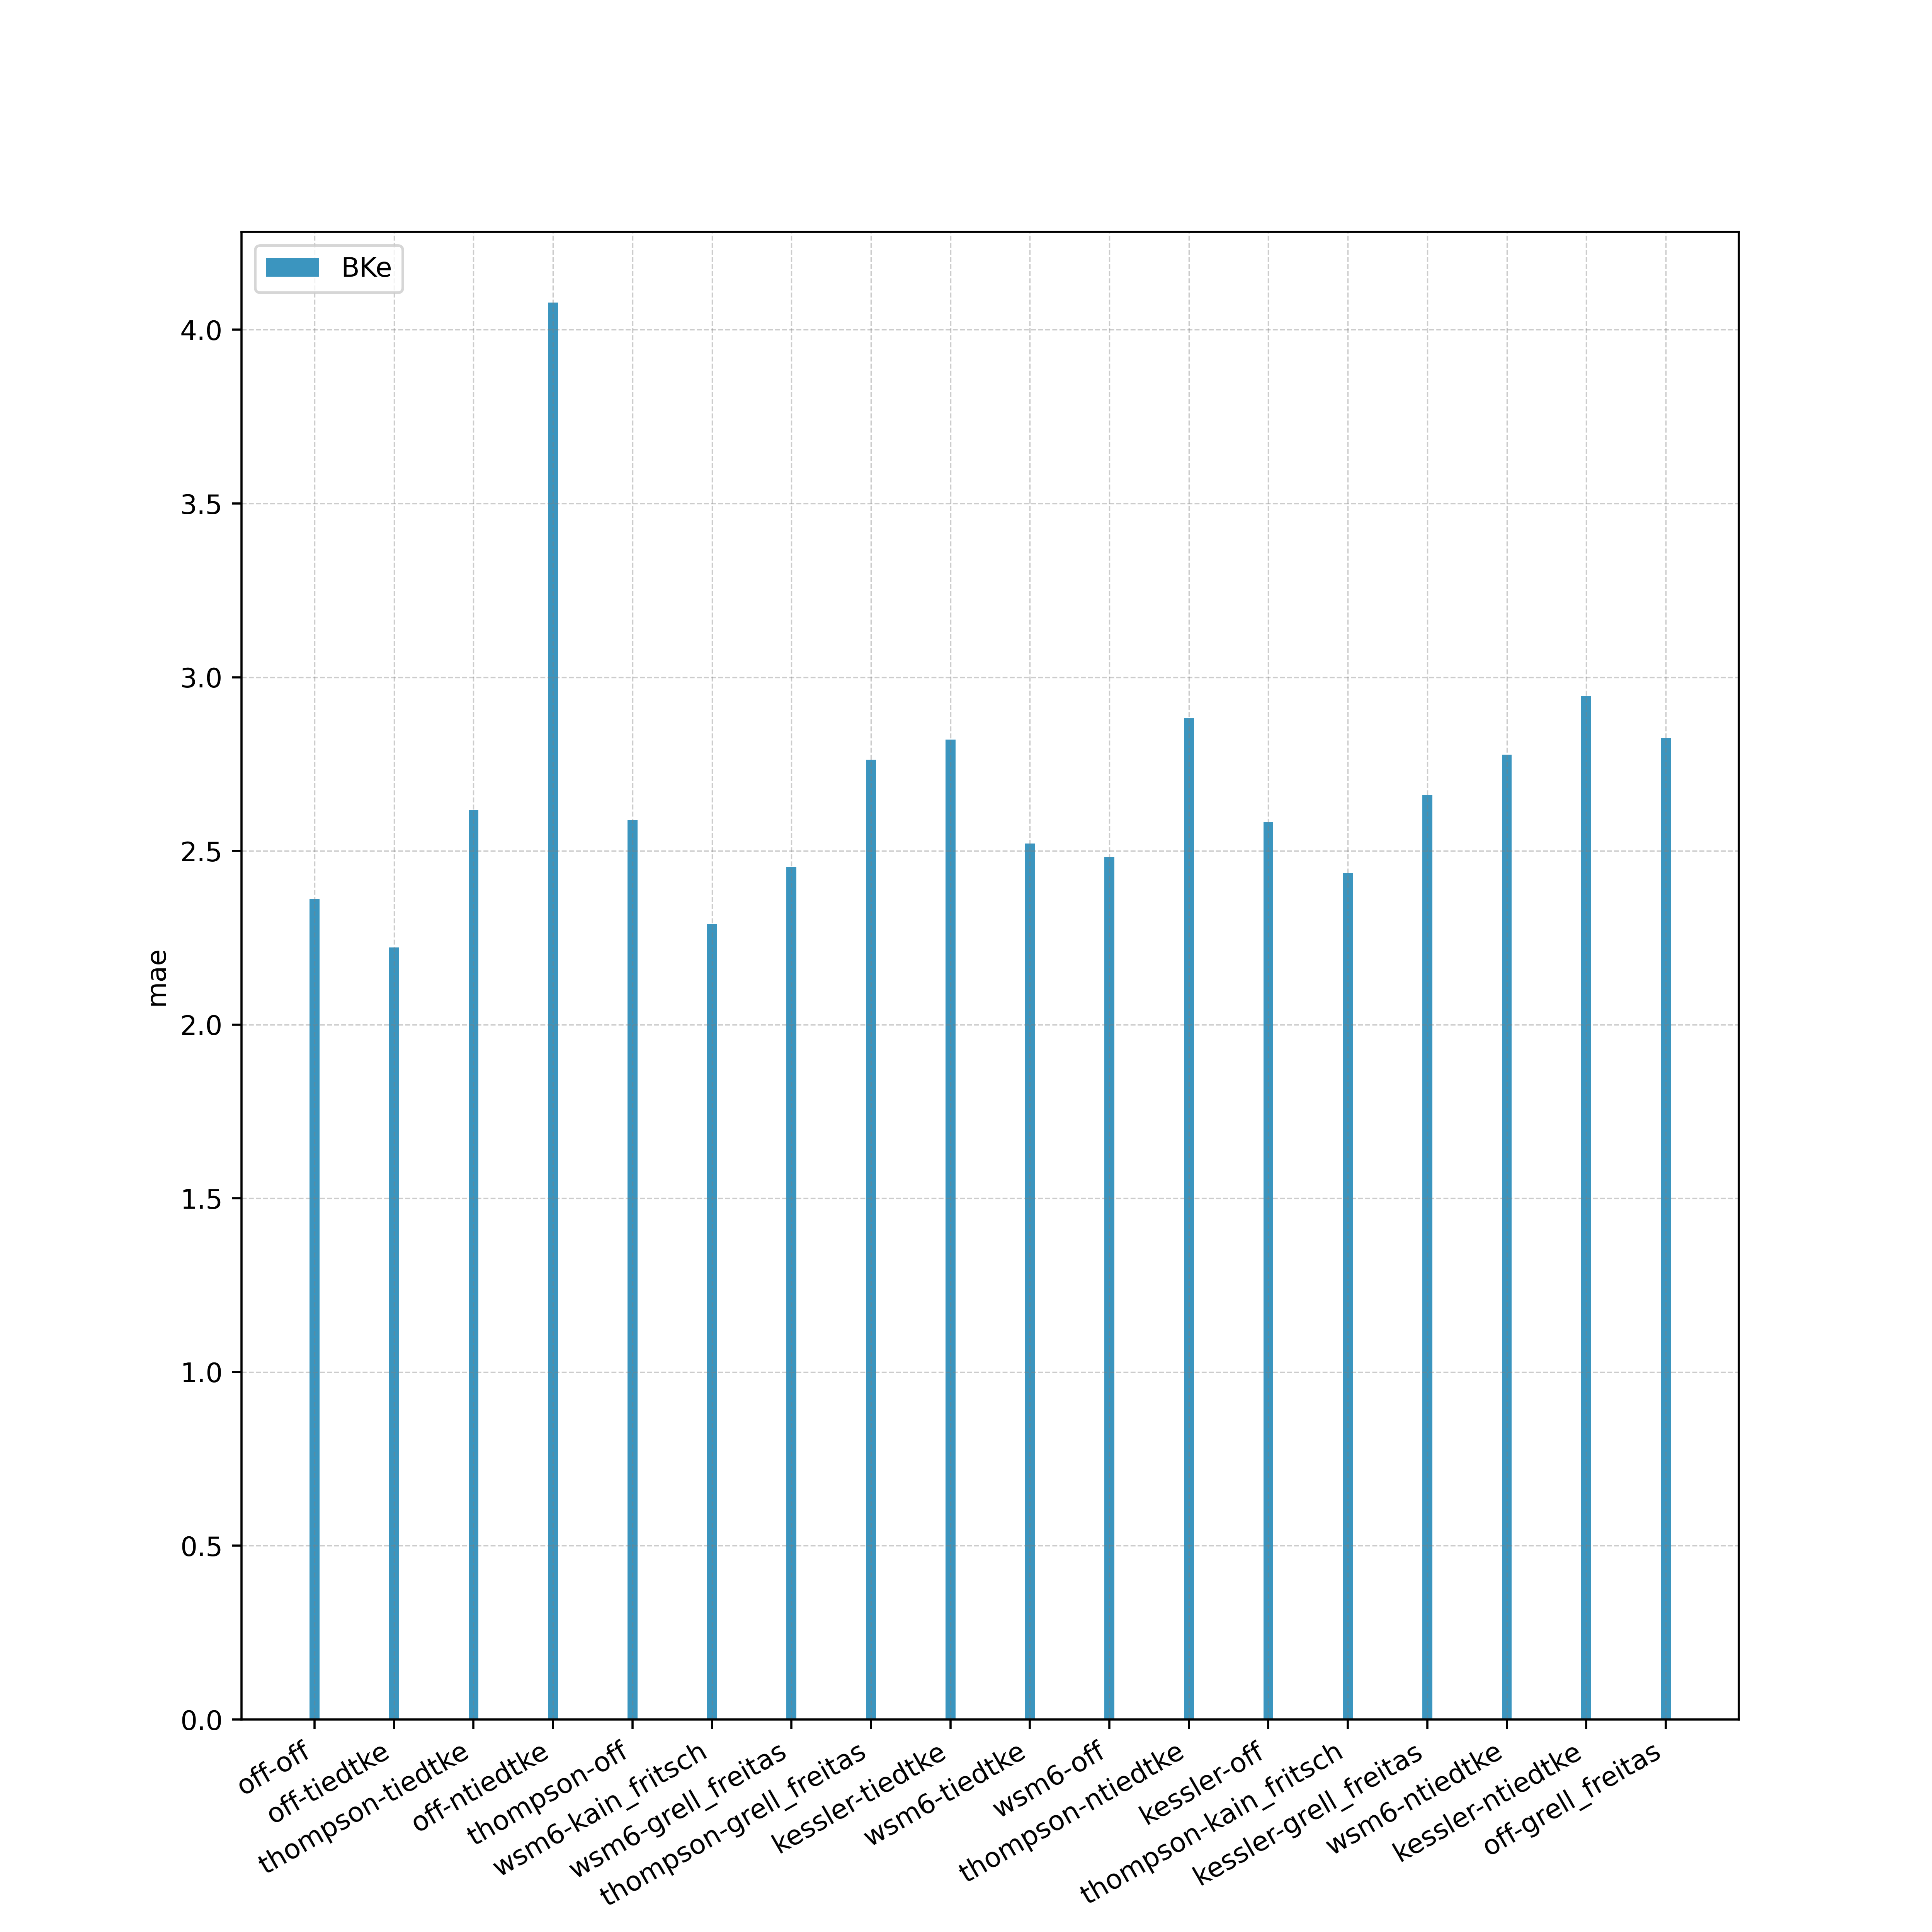 BKe
4.0
3.5
3.0
2.5
2.0
1.5
1.0
0.5
0.0
mae
off-off
off-tiedtke
thompson-tiedtke
off-ntiedtke
thompson-off
wsm6-kain_fritsch
wsm6-grell_freitas
thompson-grell_freitas
kessler-tiedtke
wsm6-tiedtke
wsm6-off
thompson-ntiedtke
kessler-off
thompson-kain_fritsch
kessler-grell_freitas
wsm6-ntiedtke
kessler-ntiedtke
off-grell_freitas